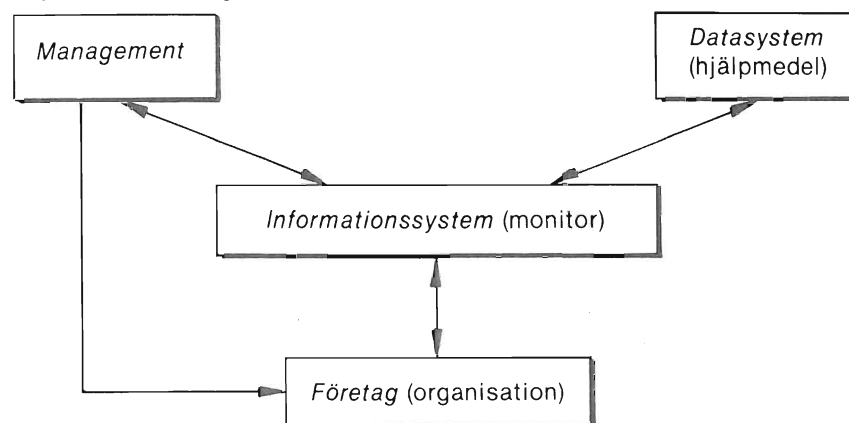 Management
Datasystem
(hjälpmedel)
Informationssystem (monitor)
Företag (organisation)